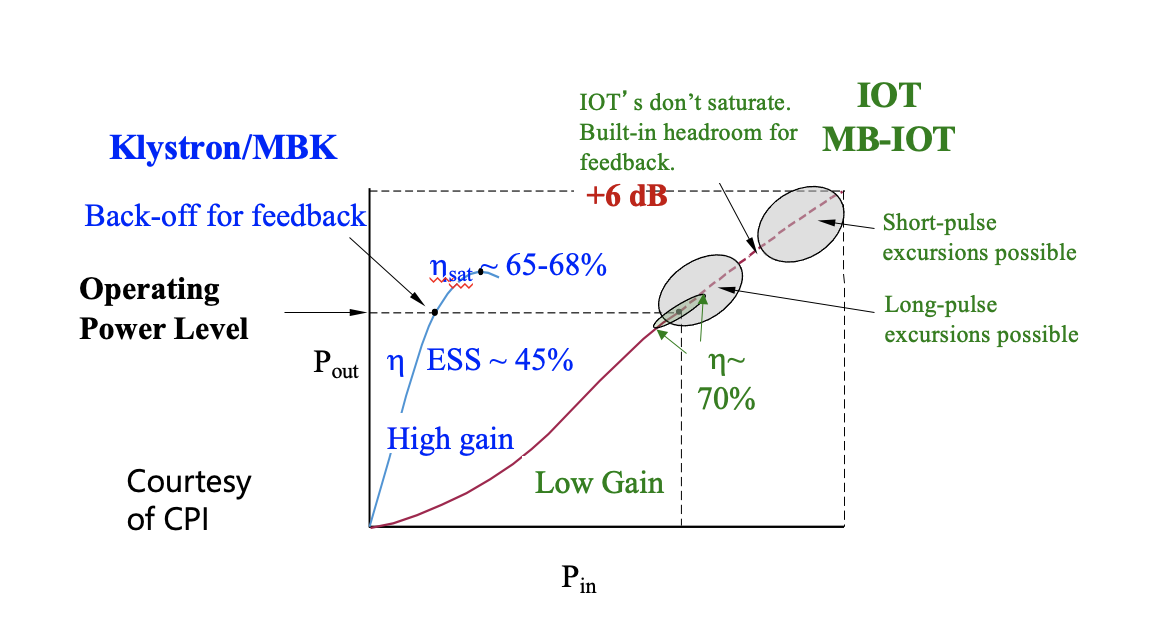 IOT
MB-IOT
IOT's don't saturate.
Built-in headroom for
feedback.
+6 dB
Klystron/MBK
Back-off for feedback
ηsat ~ 65-68%
Short-pulse
excursions possible
Operating
Power Level
Long-pulse
excursions possible
Pout
η ESS ~ 45%
η~
70%
High gain
Low Gain
Courtesy
of CPI
Pin